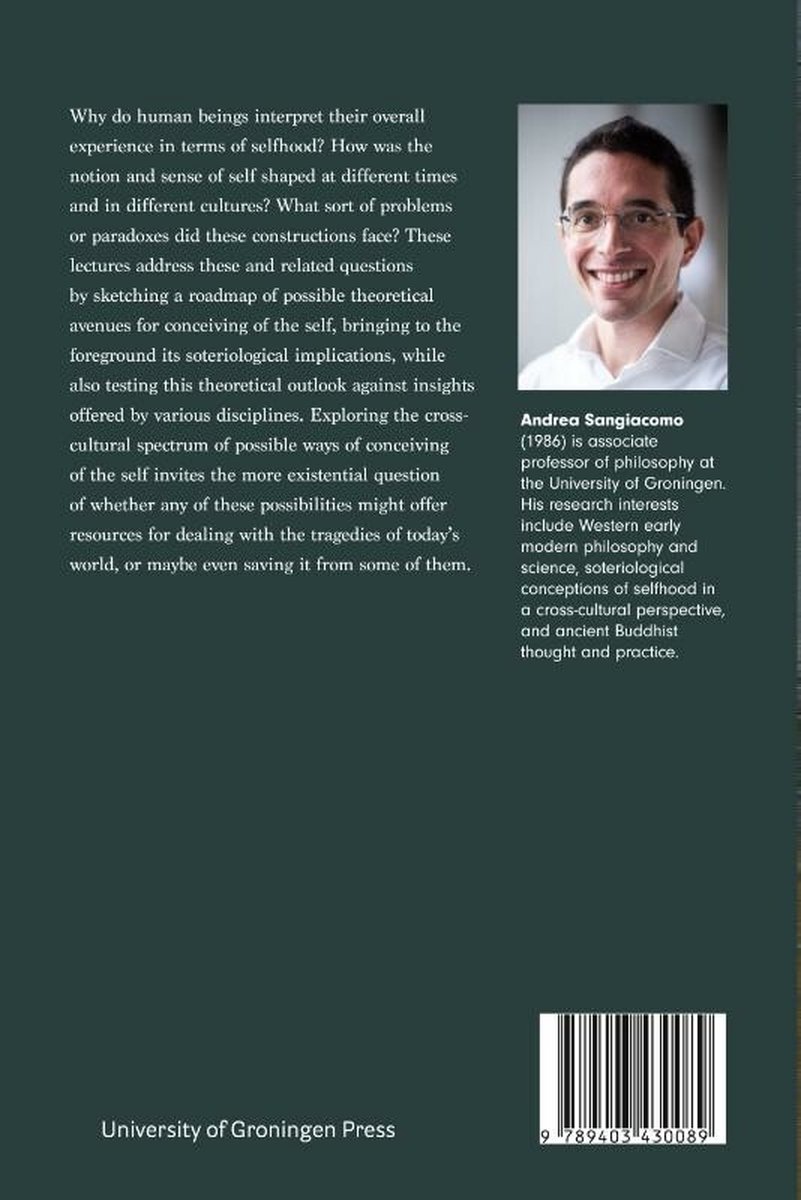 Why do human beings interpret their overall
experience in terms of selfhood? How was the
notion and sense of self shaped at different times
and in different cultures? What sort of problems
or paradoxes did these constructions face? These
lectures address these and related questions
by sketching a roadmap of possible theoretical
avenues for conceiving of the self, bringing to the
foreground its soteriological implications, while
also testing this theoretical outlook against insights
offered by various disciplines. Exploring the cross-
cultural spectrum of possible ways of conceiving
of the self invites the more existential question
of whether any of these possibilities might offer
resources for dealing with the tragedies of today's
world, or maybe even saving it from some of them.
Andrea Sangiacomo
(1986) is associate
professor of philosophy at
the University of Groningen.
His research interests
include Western early
modern philosophy and
science, soteriological
conceptions of selfhood in
a cross-cultural perspective,
and ancient Buddhist
thought and practice.
University of Groningen Press
9 789403 430089